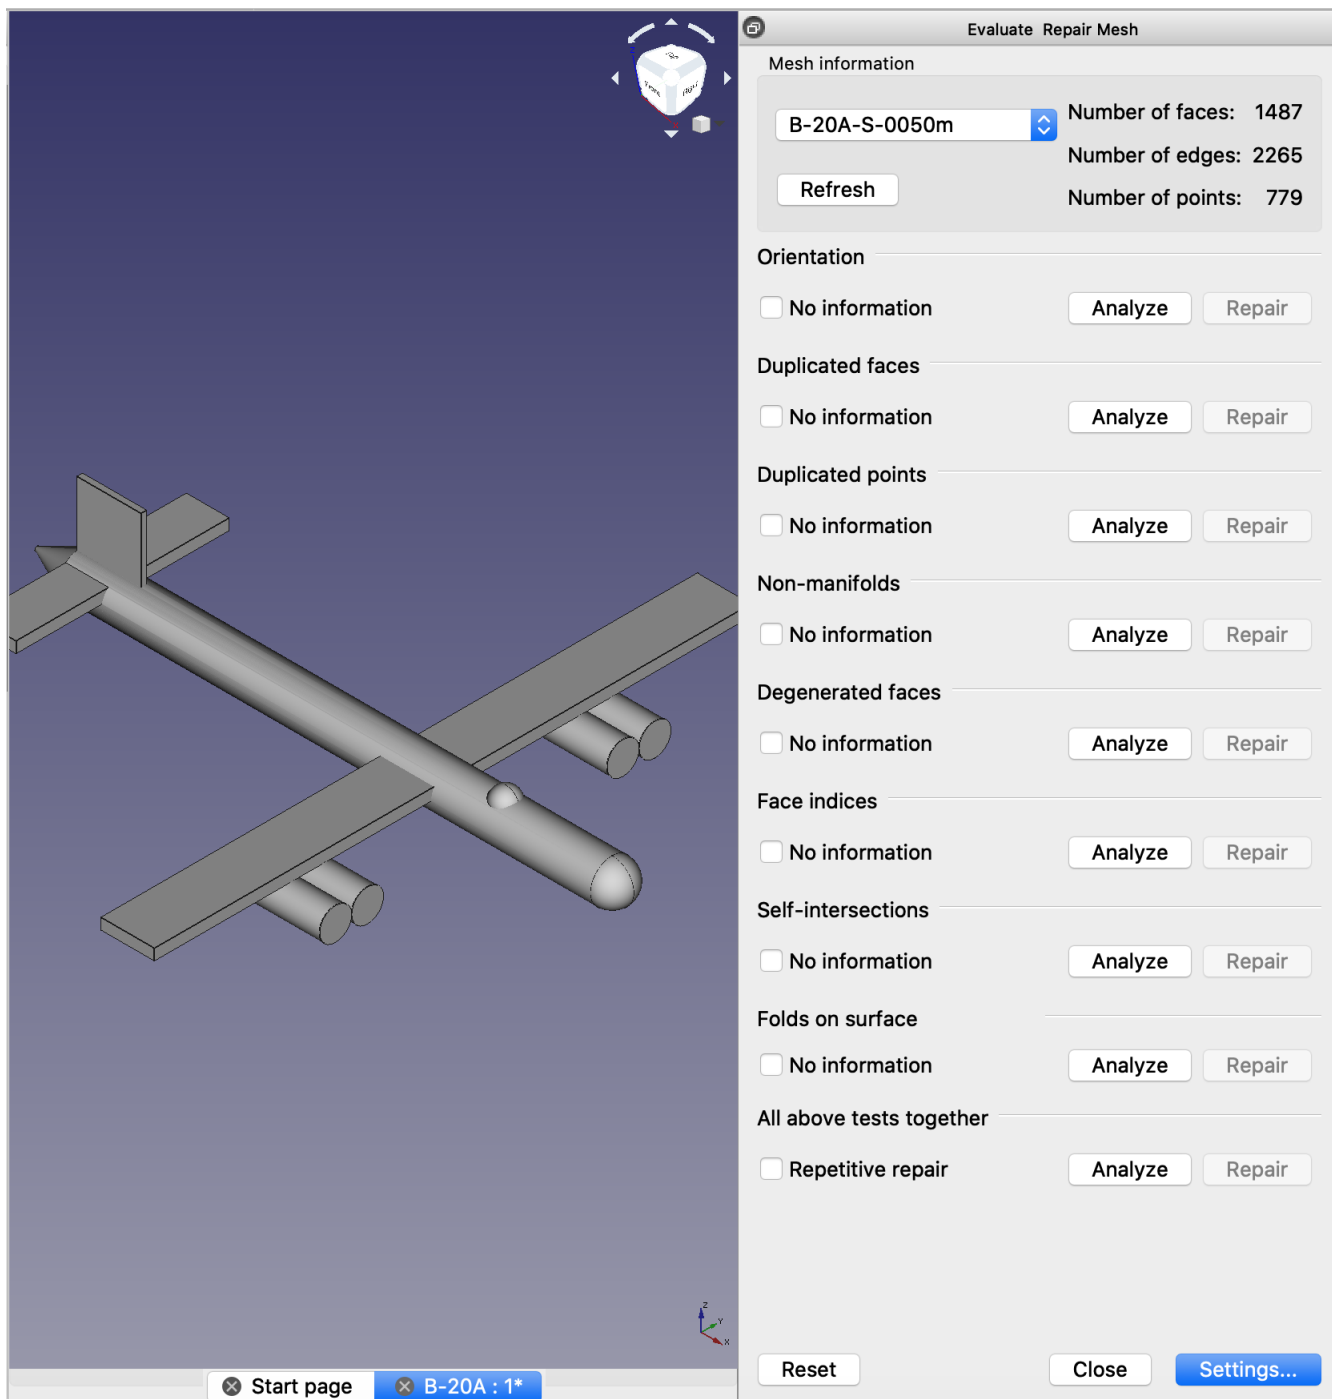 Evaluate Repair Mesh
Mesh information
B-20A-S-0050m
Number of faces: 1487
Number of edges: 2265
Refresh
Number of points: 779
Orientation
No information Analyze Repair
Duplicated faces
No information Analyze Repair
Duplicated points
No information Analyze Repair
Non-manifolds
No information Analyze Repair
Degenerated faces
No information Analyze Repair
Face indices
No information Analyze Repair
Self-intersections
No information Analyze Repair
Folds on surface
No information Analyze Repair
All above tests together
Repetitive repair Analyze Repair
Z
Y
X
Reset Close Settings...
Start page B-20A : 1*